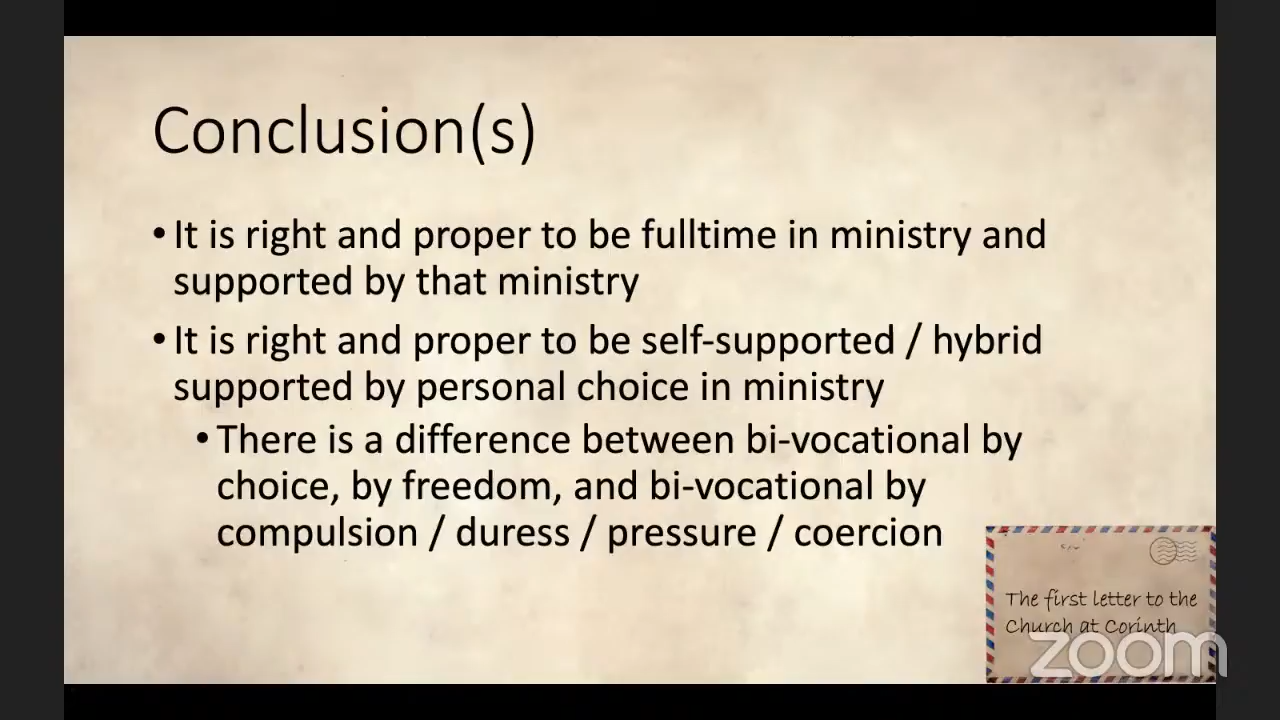 Conclusion(s)
• It is right and proper to be fulltime in ministry and
supported by that ministry
• It is right and proper to be self-supported / hybrid
supported by personal choice in ministry
• There is a difference between bi-vocational by
choice, by freedom, and bi-vocational by
compulsion / duress / pressure / coercion
The first letter to the
Church at Corinth
zoom